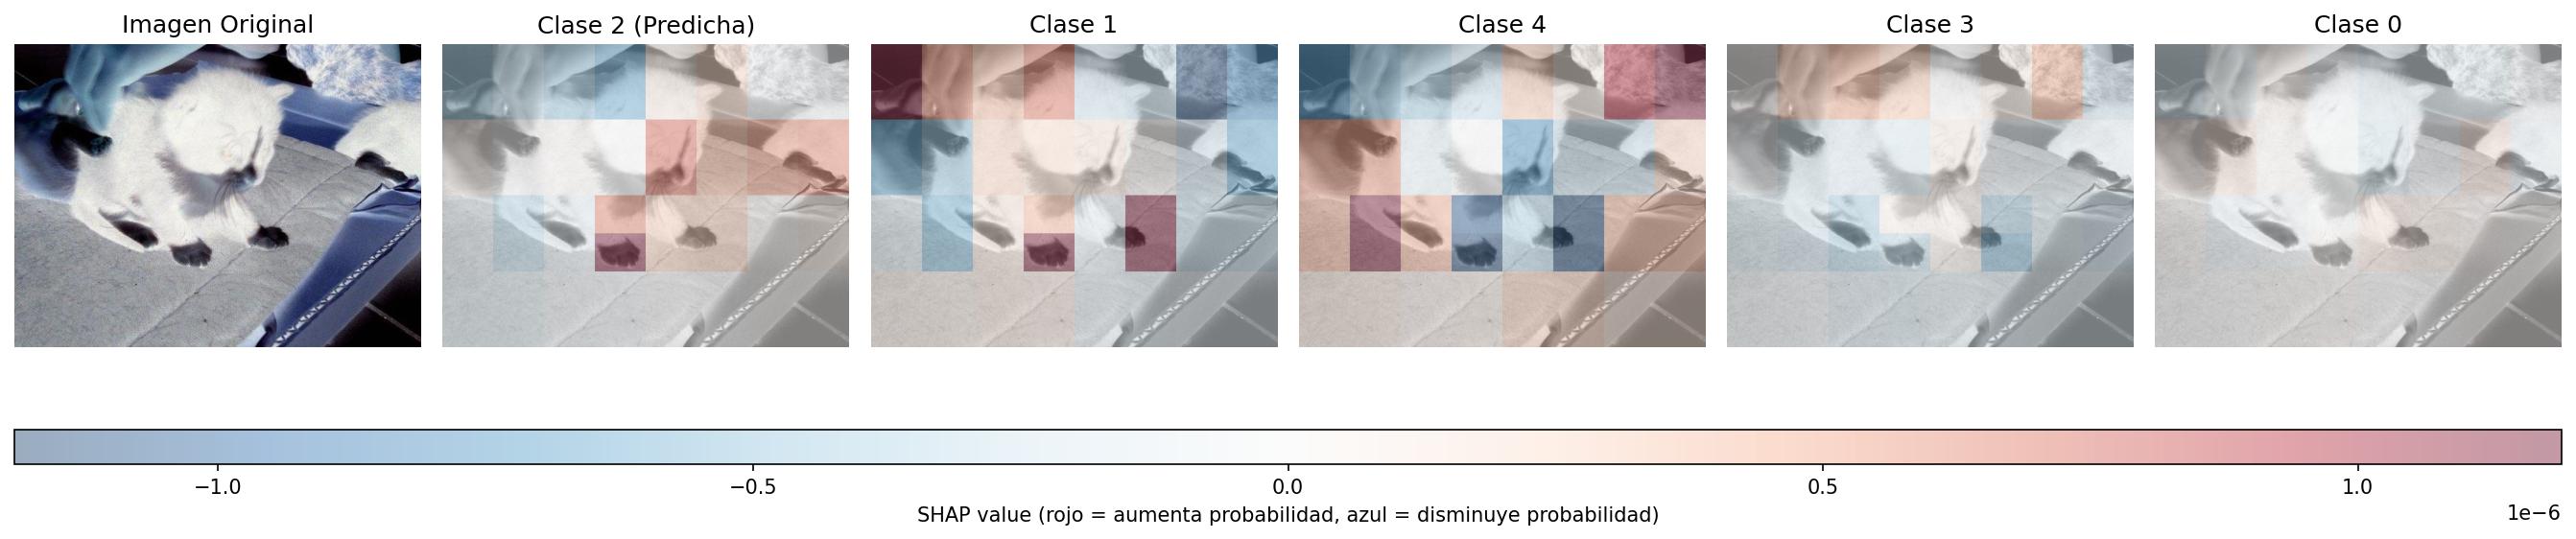 Imagen Original
Clase 2 (Predicha)
Clase 1
Clase 4
Clase 3
Clase 0
−1.0
−0.5
0.0
0.5
1.0
1e−6
SHAP value (rojo = aumenta probabilidad, azul = disminuye probabilidad)